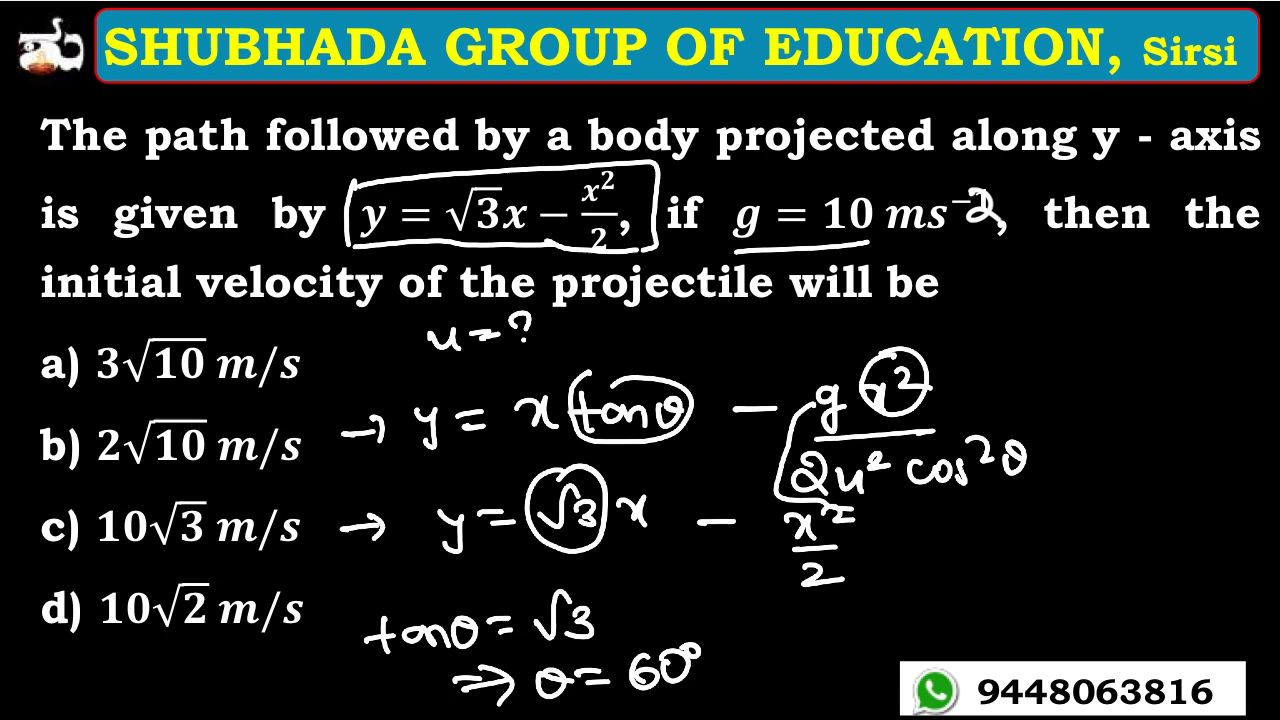 SHUBHADA GROUP OF EDUCATION, Sirsi
The path followed by a body projected along y - axis
is given by y = √3x − x²/2, if g = 10 ms⁻², then the
initial velocity of the projectile will be
u = ?
a) 3√10 m/s
→ y = x tanθ − gx²/2u² cos²θ
b) 2√10 m/s
c) 10√3 m/s
→ y = √3 x − x²/2
d) 10√2 m/s
tanθ = √3
⇒ θ = 60°
9448063816